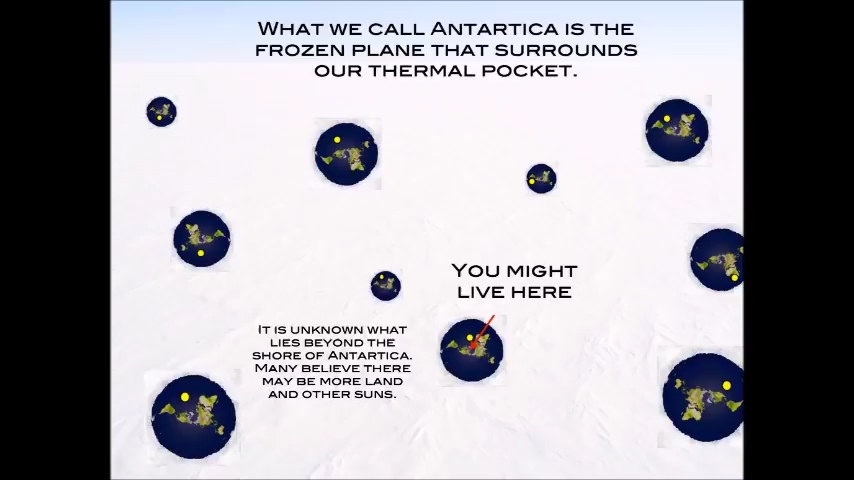 What we call Antartica is the
frozen plane that surrounds
our thermal pocket.
You might
live here
It is unknown what
lies beyond the
shore of Antartica.
Many believe there
may be more land
and other suns.